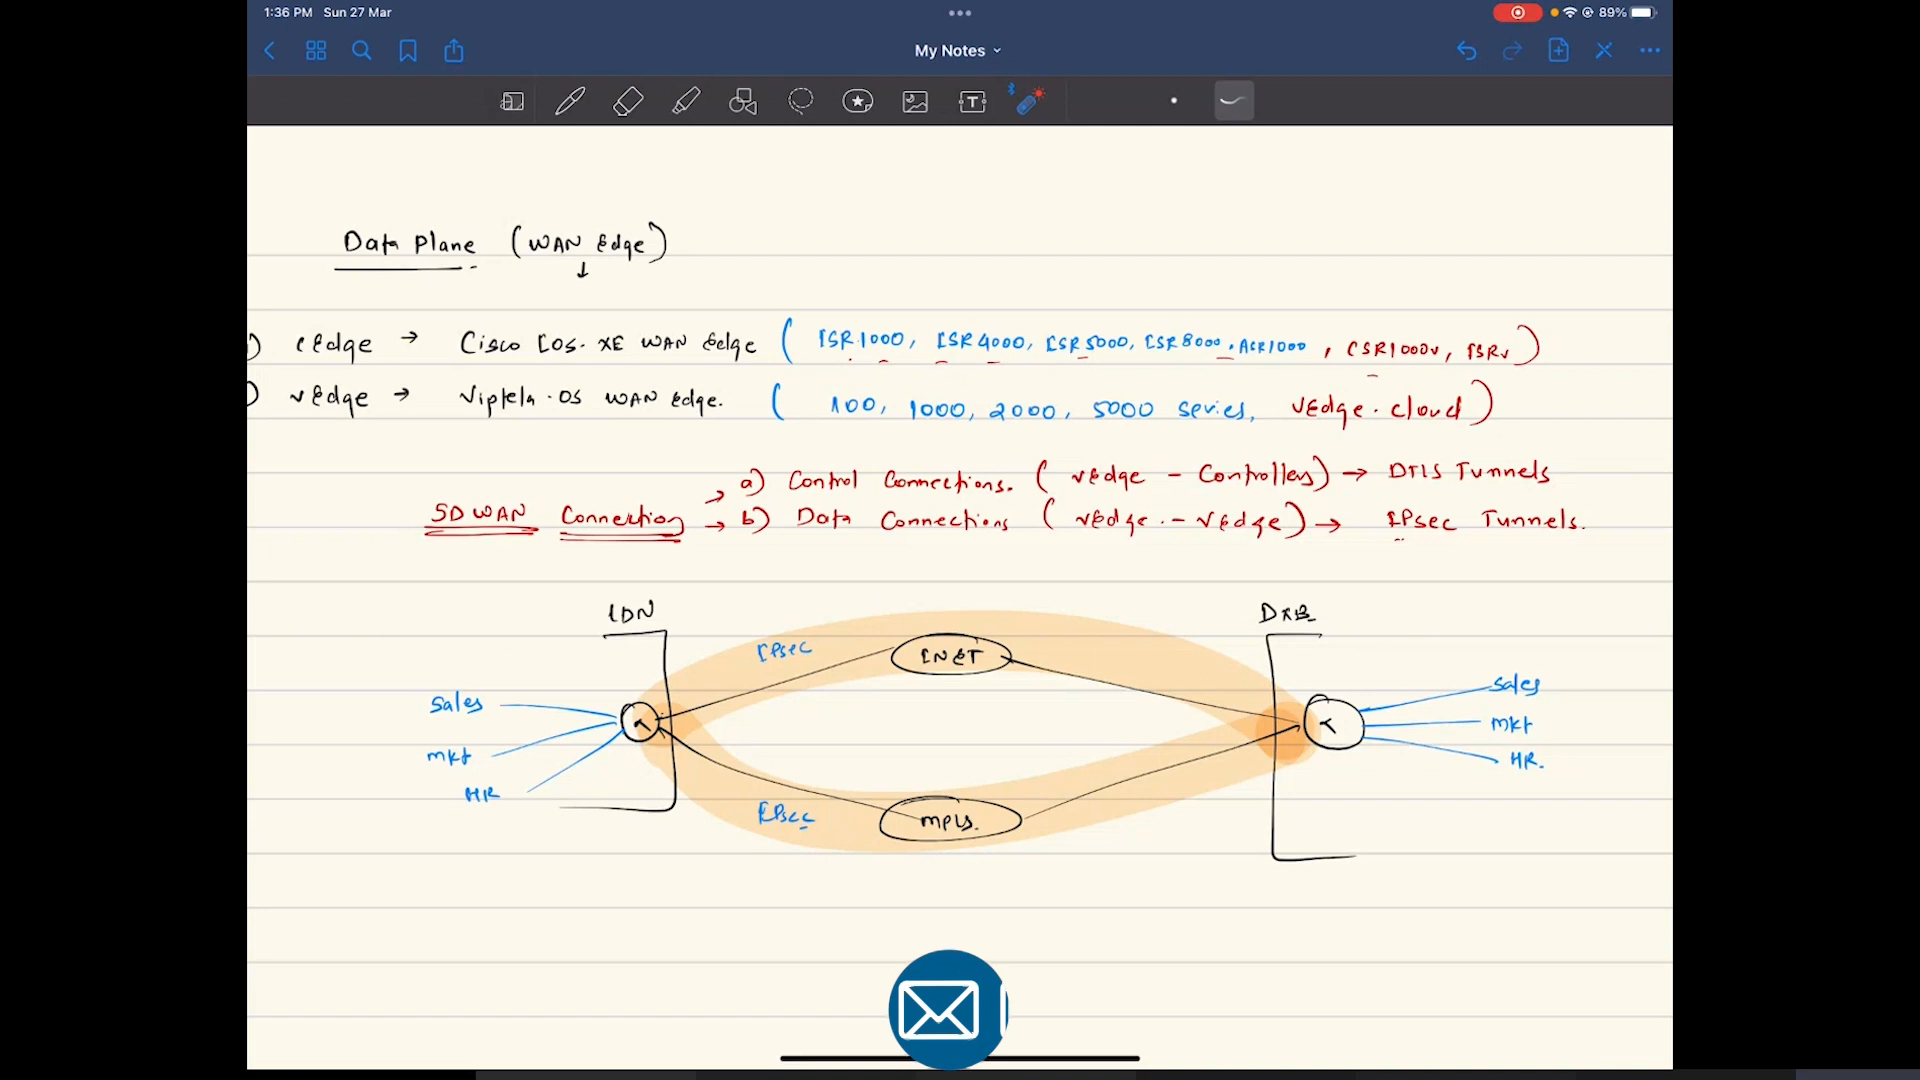 1:36 PM Sun 27 Mar
89%
My Notes
Data Plane (WAN Edge)
) cEdge → Cisco IOS-XE WAN Edge ( ISR1000, ISR4000, ISR5000, ISR8000, ASR1000, CSR1000v, ISRv )
) vEdge → Viptela-OS WAN Edge. ( 100, 1000, 2000, 5000 series, vEdge-cloud )
SDWAN Connection
→ a) Control Connections. ( vEdge - Controllers) → DTLS Tunnels
→ b) Data Connections ( vEdge - vEdge ) → IPsec Tunnels.
LDN
DXB
IPsec
INET
Sales
Mkt
HR
Sales
Mkt
HR.
IPsec
MPLS.